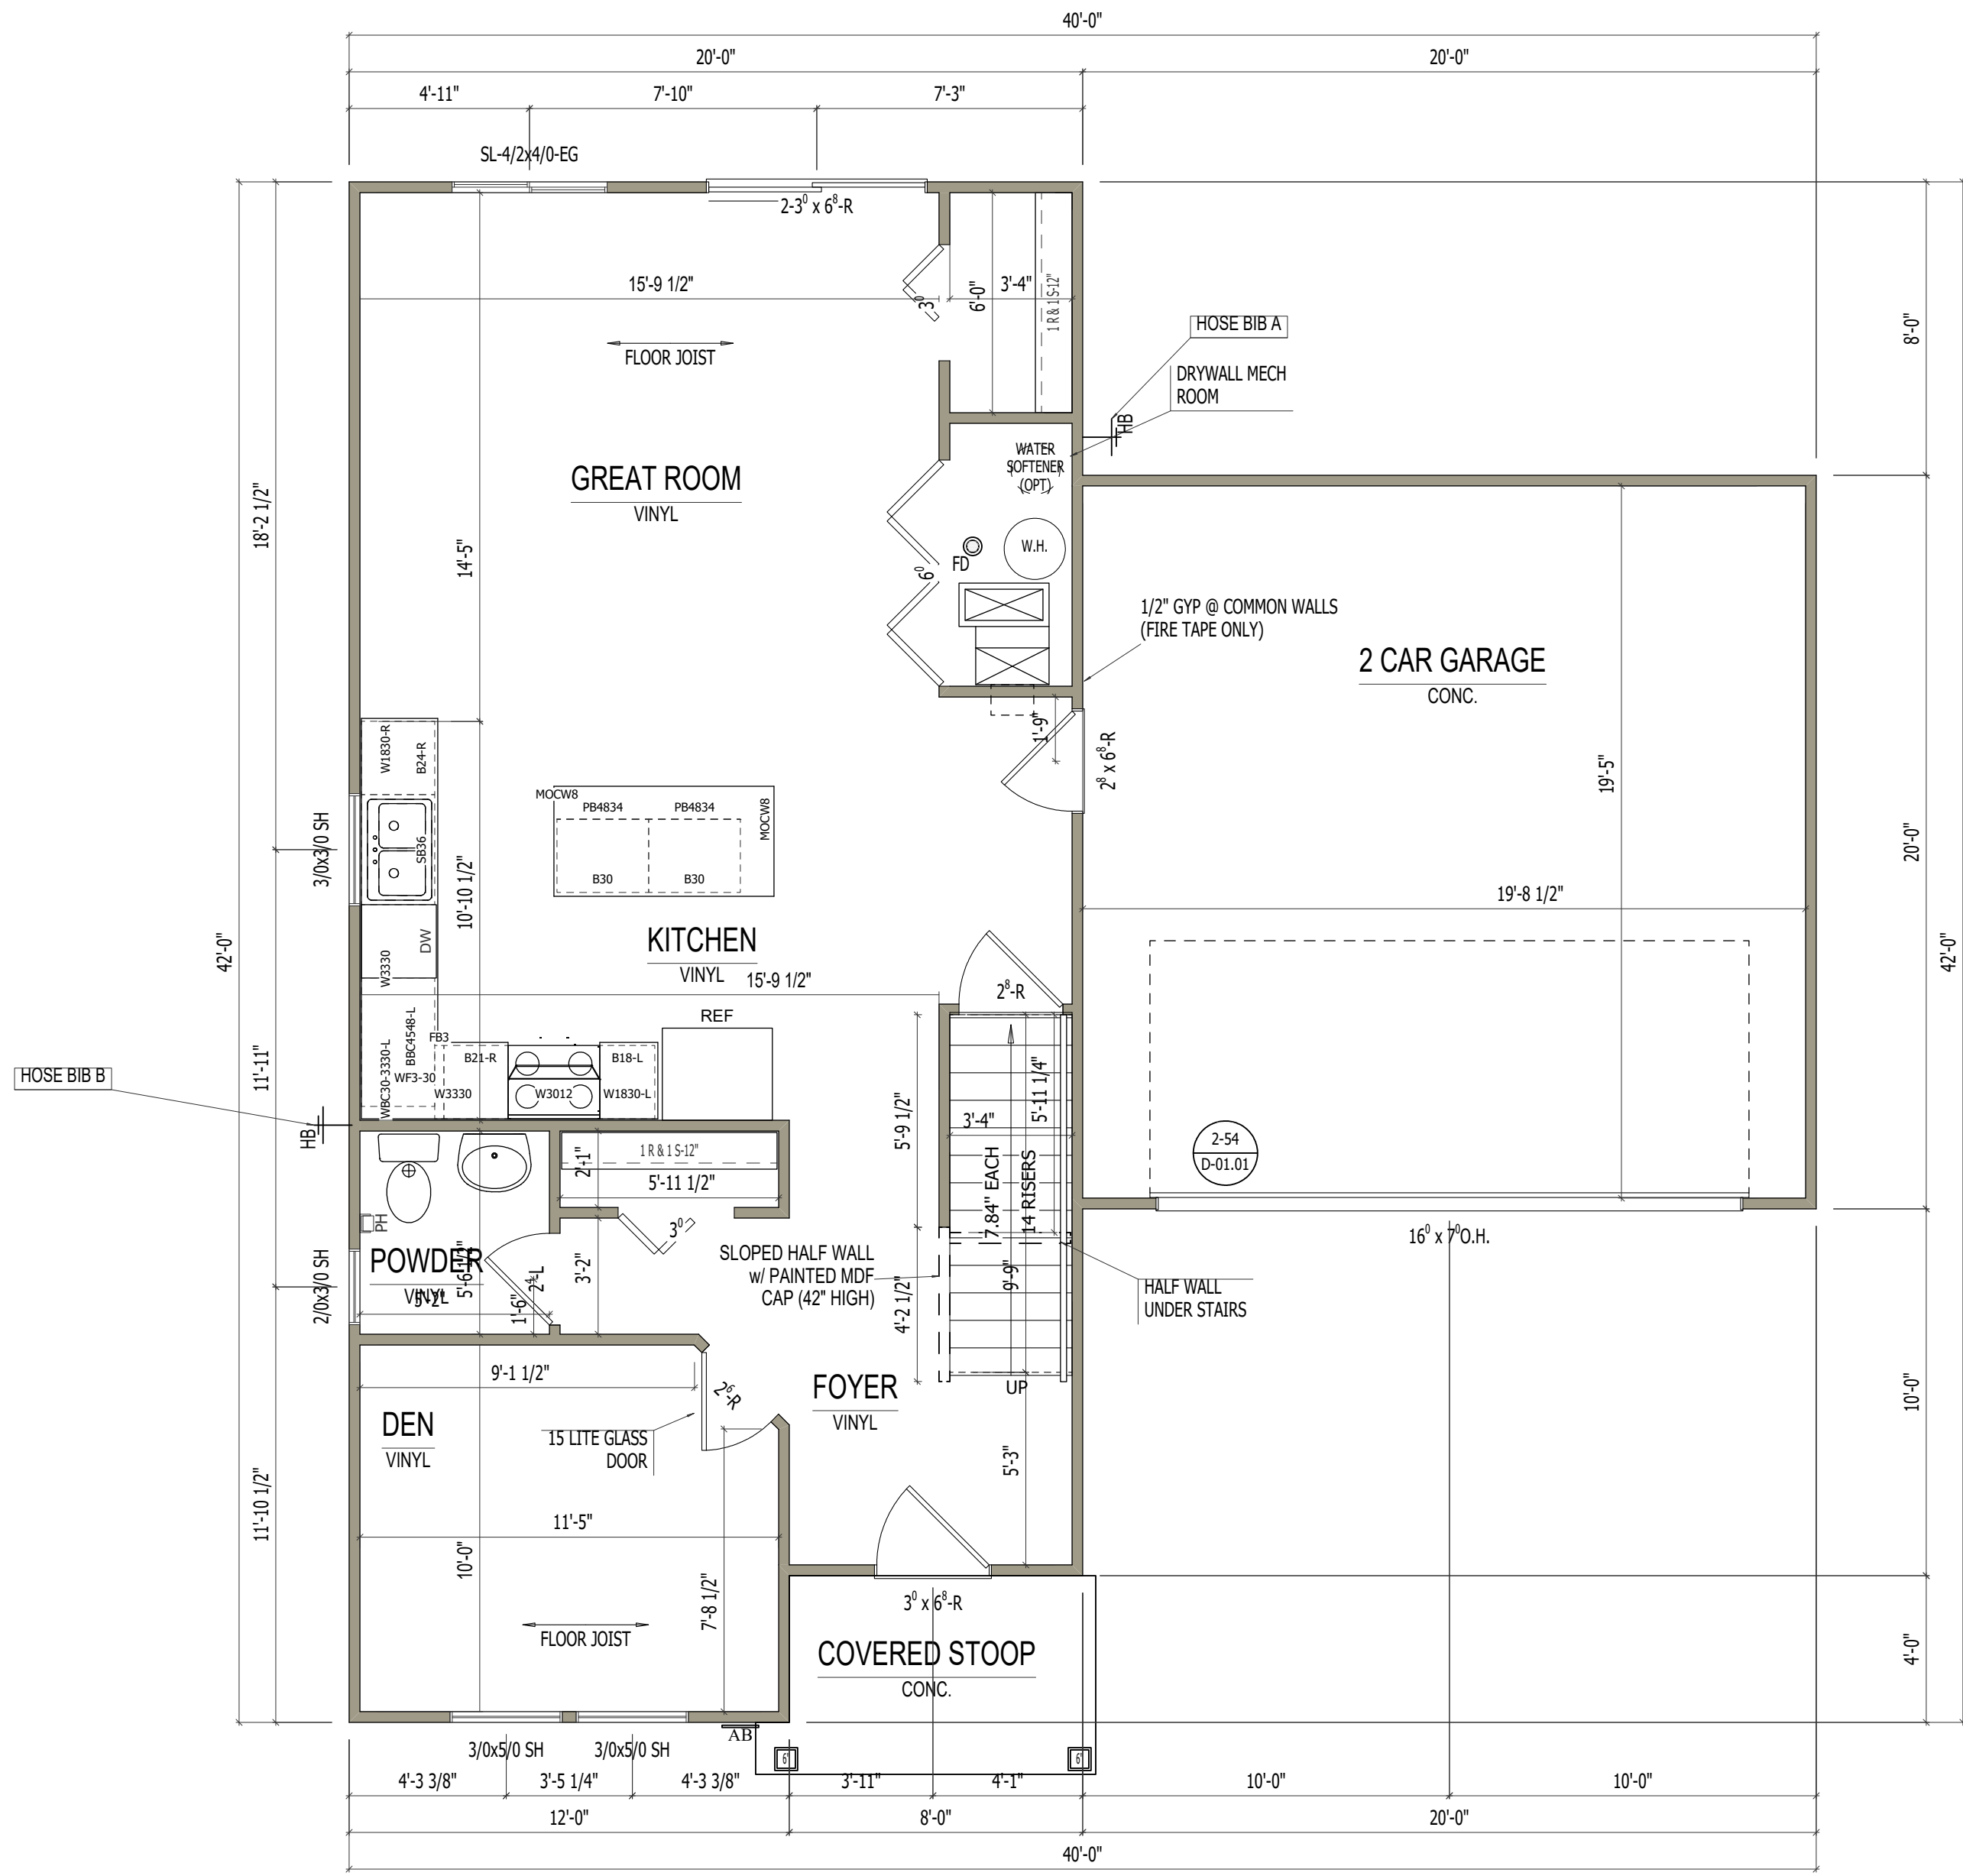 40'-0"
20'-0" 20'-0"
4'-11" 7'-10" 7'-3"
SL-4/2x4/0-EG
2-3⁰ x 6⁸-R
15'-9 1/2"
3⁰
6'-0"
3'-4"
1 R & 1 S-12"
FLOOR JOIST
HOSE BIB A
DRYWALL MECH
ROOM
HB
8'-0"
WATER
SOFTENER
(OPT)
GREAT ROOM
VINYL
18'-2 1/2"
14'-5"
W.H.
FD
6⁰
1/2" GYP @ COMMON WALLS
(FIRE TAPE ONLY)
2 CAR GARAGE
CONC.
1'-9"
2⁸ x 6⁸-R
19'-5"
20'-0"
19'-8 1/2"
W1830-R
B24-R
MOCW8
PB4834 PB4834
MOCW8
B30 B30
3/0x3/0 SH
SB36
10'-10 1/2"
DW
W3330
KITCHEN
VINYL
15'-9 1/2"
42'-0"
42'-0"
2⁸-R
REF
BBC4548-L
FB3
B21-R
B18-L
WBC30-3330-L
WF3-30
W3330
W3012
W1830-L
11'-11"
HOSE BIB B
HB
5'-9 1/2"
5'-11 1/4"
3'-4"
7.84" EACH
14 RISERS
2-54
D-01.01
1 R & 1 S-12"
2'-1"
5'-11 1/2"
PH
3⁰
POWDER
VINYL
5'-6 1/2"
5'-2"
2⁴-L
1'-6"
3'-2"
2/0x3/0 SH
SLOPED HALF WALL
w/ PAINTED MDF
CAP (42" HIGH)
4'-2 1/2"
9'-9"
HALF WALL
UNDER STAIRS
16⁰ x 7⁰O.H.
UP
9'-1 1/2"
2⁶-R
FOYER
VINYL
DEN
VINYL
15 LITE GLASS
DOOR
5'-3"
10'-0"
11'-10 1/2"
11'-5"
10'-0"
7'-8 1/2"
FLOOR JOIST
3⁰ x 6⁸-R
COVERED STOOP
CONC.
4'-0"
AB
6"
6"
3/0x5/0 SH 3/0x5/0 SH
4'-3 3/8" 3'-5 1/4" 4'-3 3/8" 3'-11" 4'-1" 10'-0" 10'-0"
12'-0" 8'-0" 20'-0"
40'-0"